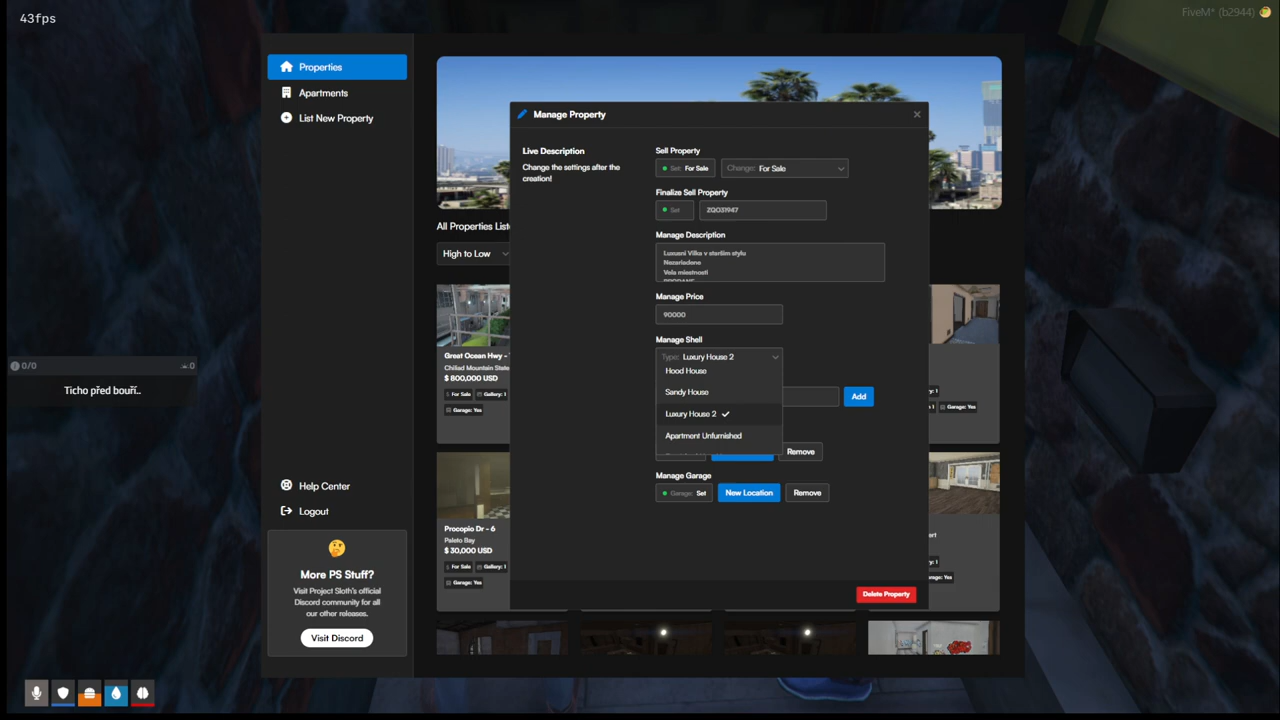 43fps
FiveM* (b2944)
Properties
Apartments
List New Property
Help Center
Logout
More PS Stuff?
Visit Project Sloth's official
Discord community for all
our other releases.
Visit Discord
0/0
0
Ticho před bouří..
All Properties List
High to Low
Great Ocean Hwy -
Chiliad Mountain State
$ 800,000 USD
For Sale
Gallery: 1
Garage: Yes
Procopio Dr - 6
Paleto Bay
$ 30,000 USD
For Sale
Gallery: 1
Garage: Yes
Manage Property
Live Description
Change the settings after the
creation!
Sell Property
Set: For Sale
Change: For Sale
Finalize Sell Property
Set
ZQO31947
Manage Description
Luxusni Vilka v starším stylu
Nezariadene
Vela miestnosti
Manage Price
90000
Manage Shell
Type: Luxury House 2
Hood House
Sandy House
Luxury House 2
Apartment Unfurnished
Add
Remove
Manage Garage
Garage: Set
New Location
Remove
Delete Property
Garage: Yes